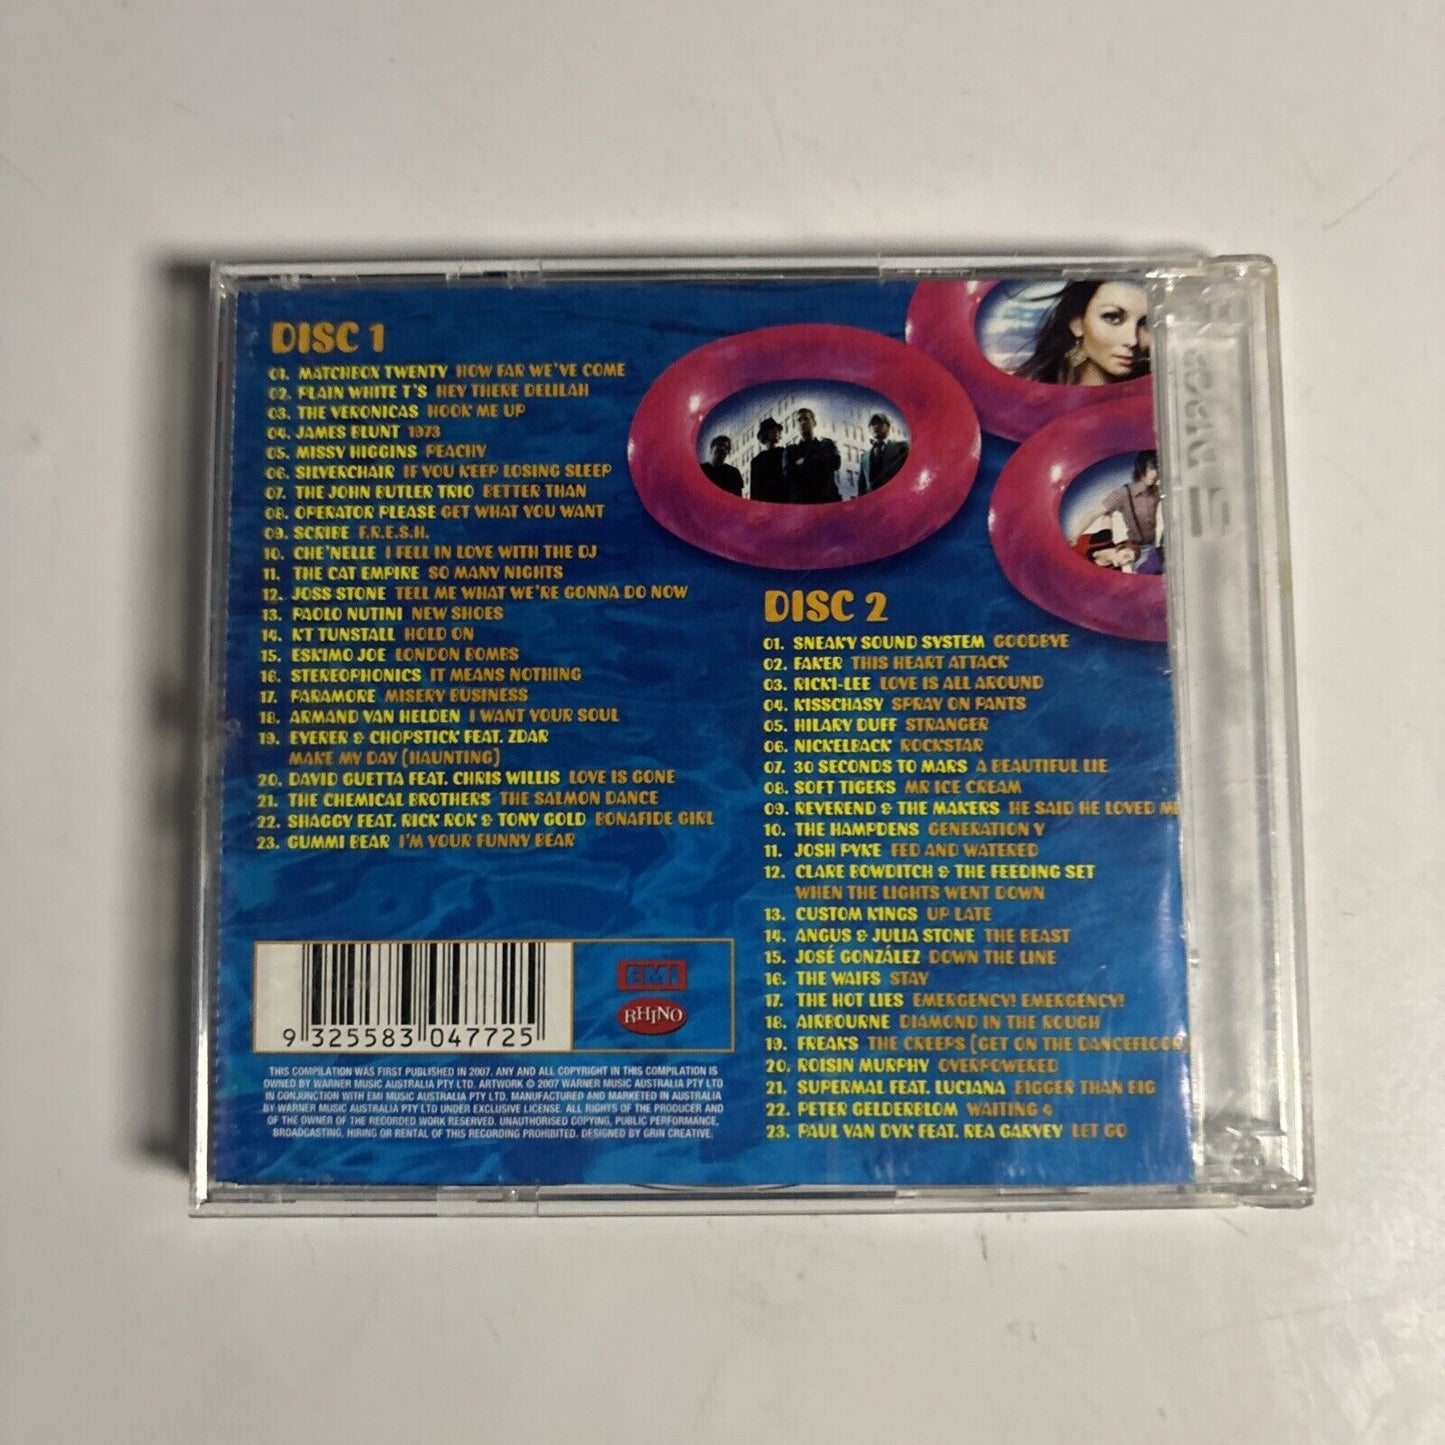 DISC 1
01. MATCHBOX TWENTY HOW FAR WE'VE COME
02. PLAIN WHITE T'S HEY THERE DELILAH
03. THE VERONICAS HOOK ME UP
04. JAMES BLUNT 1973
05. MISSY HIGGINS PEACHY
06. SILVERCHAIR IF YOU KEEP LOSING SLEEP
07. THE JOHN BUTLER TRIO BETTER THAN
08. OPERATOR PLEASE GET WHAT YOU WANT
09. SCRIBE F.R.E.S.H.
10. CHE'NELLE I FELL IN LOVE WITH THE DJ
11. THE CAT EMPIRE SO MANY NIGHTS
12. JOSS STONE TELL ME WHAT WE'RE GONNA DO NOW
13. PAOLO NUTINI NEW SHOES
14. KT TUNSTALL HOLD ON
15. ESKIMO JOE LONDON BOMBS
16. STEREOPHONICS IT MEANS NOTHING
17. PARAMORE MISERY BUSINESS
18. ARMAND VAN HELDEN I WANT YOUR SOUL
19. EVERER & CHOPSTICK FEAT. ZDAR
MAKE MY DAY (HAUNTING)
20. DAVID GUETTA FEAT. CHRIS WILLIS LOVE IS GONE
21. THE CHEMICAL BROTHERS THE SALMON DANCE
22. SHAGGY FEAT. RICK ROK & TONY GOLD BONAFIDE GIRL
23. GUMMI BEAR I'M YOUR FUNNY BEAR
DISC 2
01. SNEAKY SOUND SYSTEM GOODBYE
02. FAKER THIS HEART ATTACK
03. RICKI-LEE LOVE IS ALL AROUND
04. KISSCHASY SPRAY ON PANTS
05. HILARY DUFF STRANGER
06. NICKELBACK ROCKSTAR
07. 30 SECONDS TO MARS A BEAUTIFUL LIE
08. SOFT TIGERS MR ICE CREAM
09. REVEREND & THE MAKERS HE SAID HE LOVED ME
10. THE HAMPDENS GENERATION Y
11. JOSH PYKE FED AND WATERED
12. CLARE BOWDITCH & THE FEEDING SET
WHEN THE LIGHTS WENT DOWN
13. CUSTOM KINGS UP LATE
14. ANGUS & JULIA STONE THE BEAST
15. JOSÉ GONZÁLEZ DOWN THE LINE
16. THE WAIFS STAY
17. THE HOT LIES EMERGENCY! EMERGENCY!
18. AIRBOURNE DIAMOND IN THE ROUGH
19. FREAKS THE CREEPS (GET ON THE DANCEFLOOR
20. ROISIN MURPHY OVERPOWERED
21. SUPERMAL FEAT. LUCIANA BIGGER THAN BIG
22. PETER GELDERBLOM WAITING 4
23. PAUL VAN DYK FEAT. REA GARVEY LET GO
EMI
RHINO
9 325583 047725
THIS COMPILATION WAS FIRST PUBLISHED IN 2007. ANY AND ALL COPYRIGHT IN THIS COMPILATION IS
OWNED BY WARNER MUSIC AUSTRALIA PTY LTD. ARTWORK © 2007 WARNER MUSIC AUSTRALIA PTY LTD
IN CONJUNCTION WITH EMI MUSIC AUSTRALIA PTY LTD. MANUFACTURED AND MARKETED IN AUSTRALIA
BY WARNER MUSIC AUSTRALIA PTY LTD UNDER EXCLUSIVE LICENSE. ALL RIGHTS OF THE PRODUCER AND
OF THE OWNER OF THE RECORDED WORK RESERVED. UNAUTHORISED COPYING, PUBLIC PERFORMANCE,
BROADCASTING, HIRING OR RENTAL OF THIS RECORDING PROHIBITED. DESIGNED BY GRIN CREATIVE.